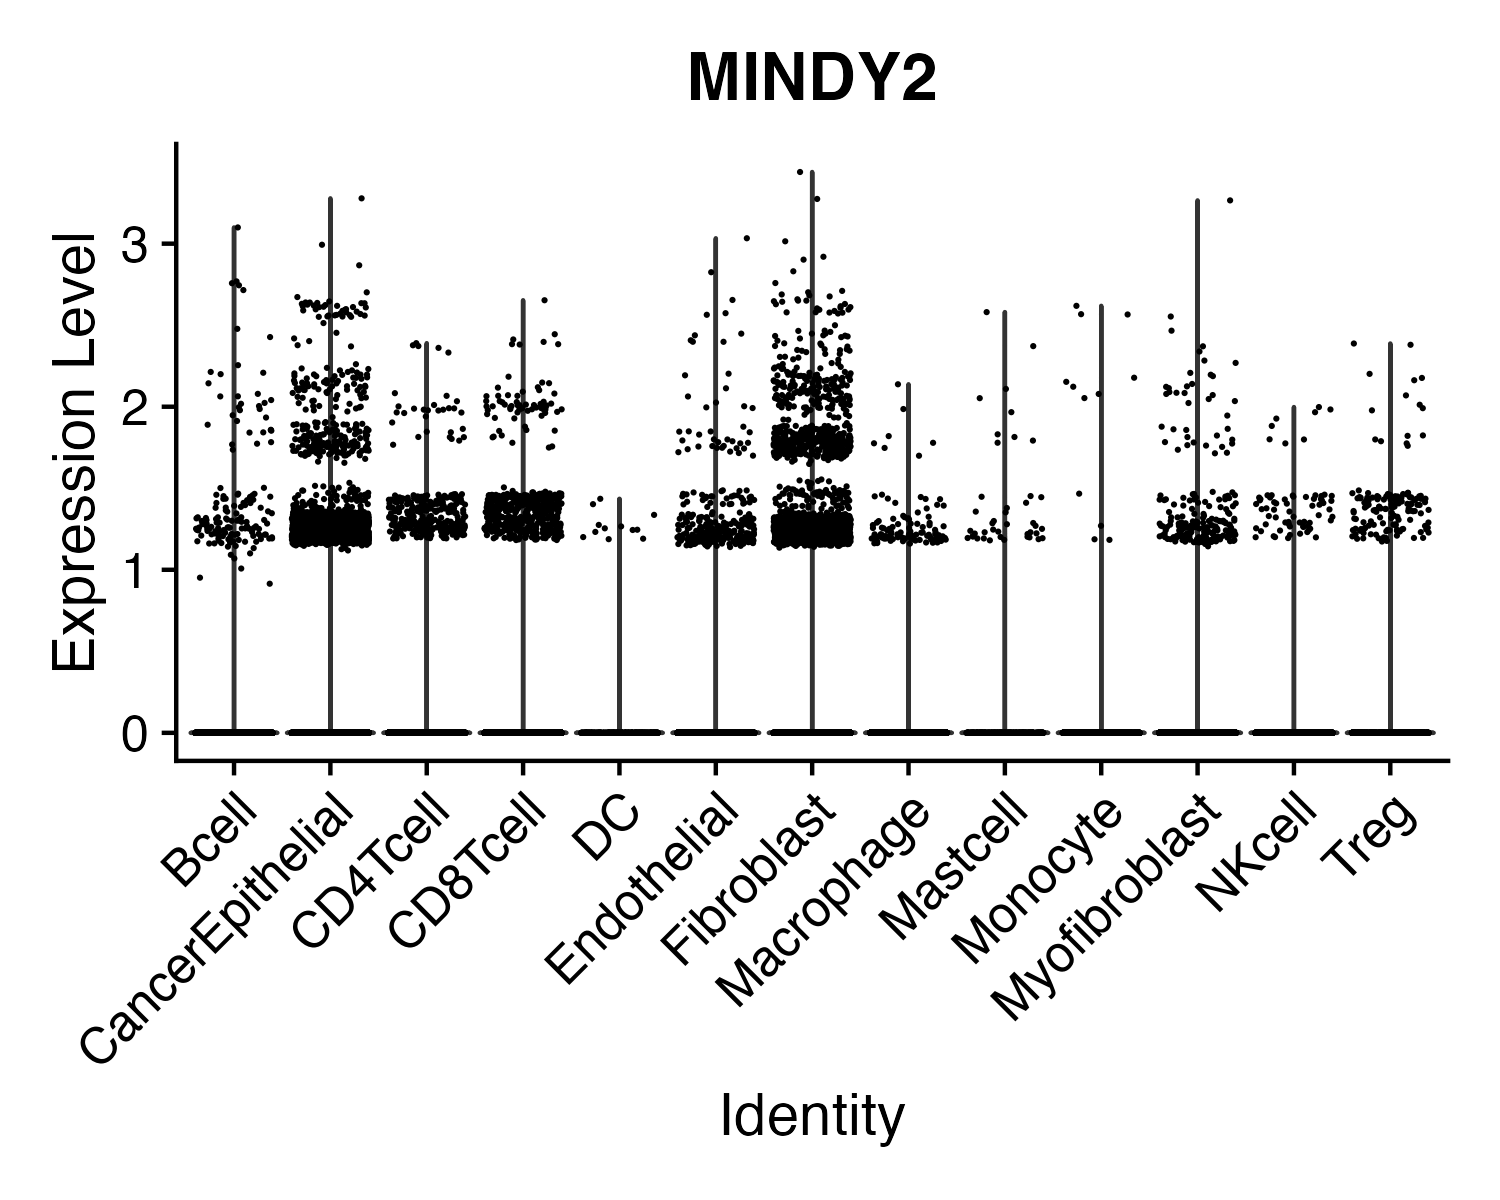 MINDY2
Expression Level
3
2
1
0
Bcell
CancerEpithelial
CD4Tcell
CD8Tcell
DC
Endothelial
Fibroblast
Macrophage
Mastcell
Monocyte
Myofibroblast
NKcell
Treg
Identity